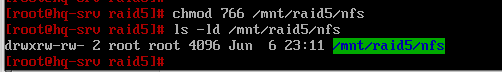 [root@hq-srv raid5]# chmod 766 /mnt/raid5/nfs
[root@hq-srv raid5]# ls -ld /mnt/raid5/nfs
drwxrw-rw- 2 root root 4096 Jun  6 23:11 /mnt/raid5/nfs
[root@hq-srv raid5]#